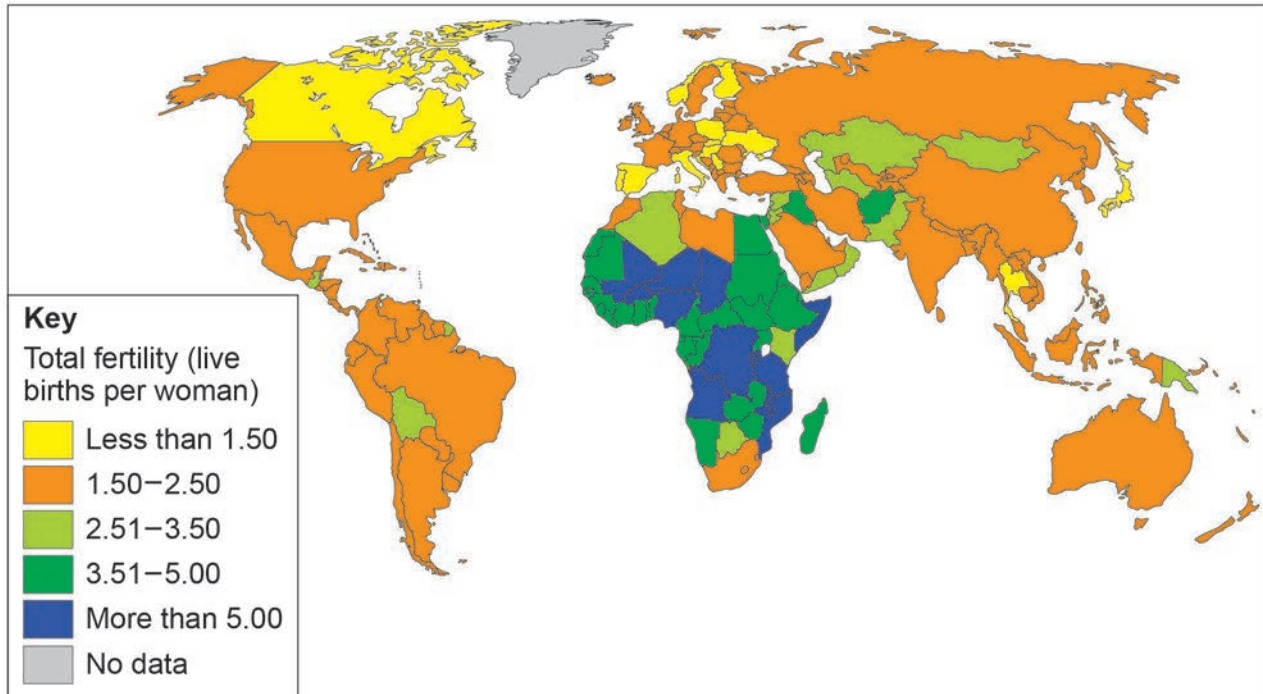 Key
Total fertility (live
births per woman)
Less than 1.50
1.50–2.50
2.51–3.50
3.51–5.00
More than 5.00
No data